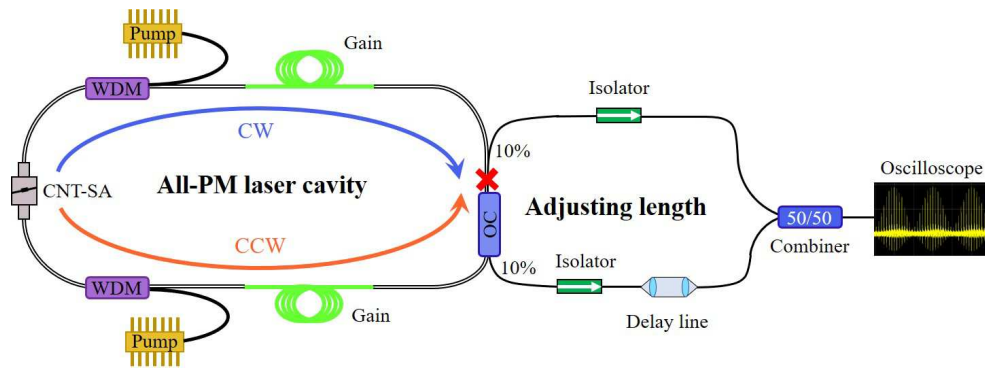 Pump
Gain
WDM
Isolator
CW
10%
Oscilloscope
CNT-SA
All-PM laser cavity
Adjusting length
OC
50/50
Combiner
CCW
10%
Isolator
WDM
Gain
Delay line
Pump